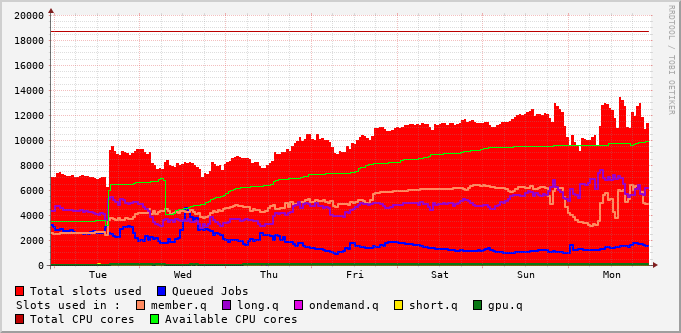 20000
18000
16000
14000
12000
10000
8000
6000
4000
2000
0
Tue Wed Thu Fri Sat Sun Mon
Total slots used Queued Jobs
Slots used in : member.q long.q ondemand.q short.q gpu.q
Total CPU cores Available CPU cores
RRDTOOL / TOBI OETIKER